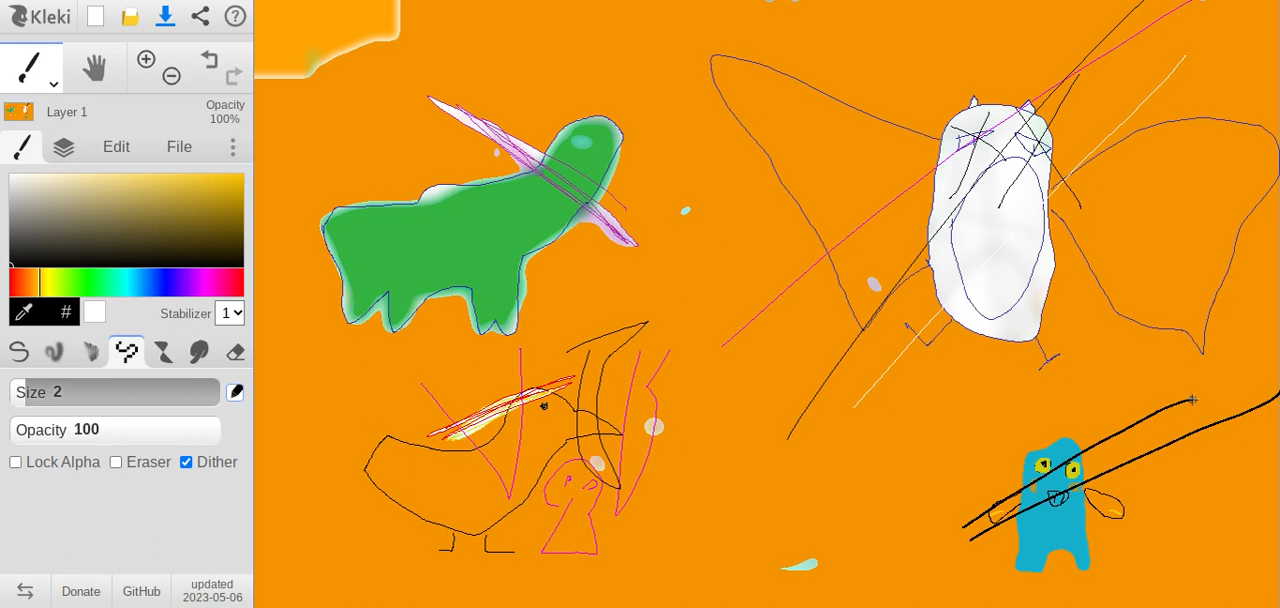 Kleki
?
Layer 1
Opacity
100%
Edit
File
#
Stabilizer
1
Size 2
Opacity 100
Lock Alpha
Eraser
Dither
Donate
GitHub
updated
2023-05-06